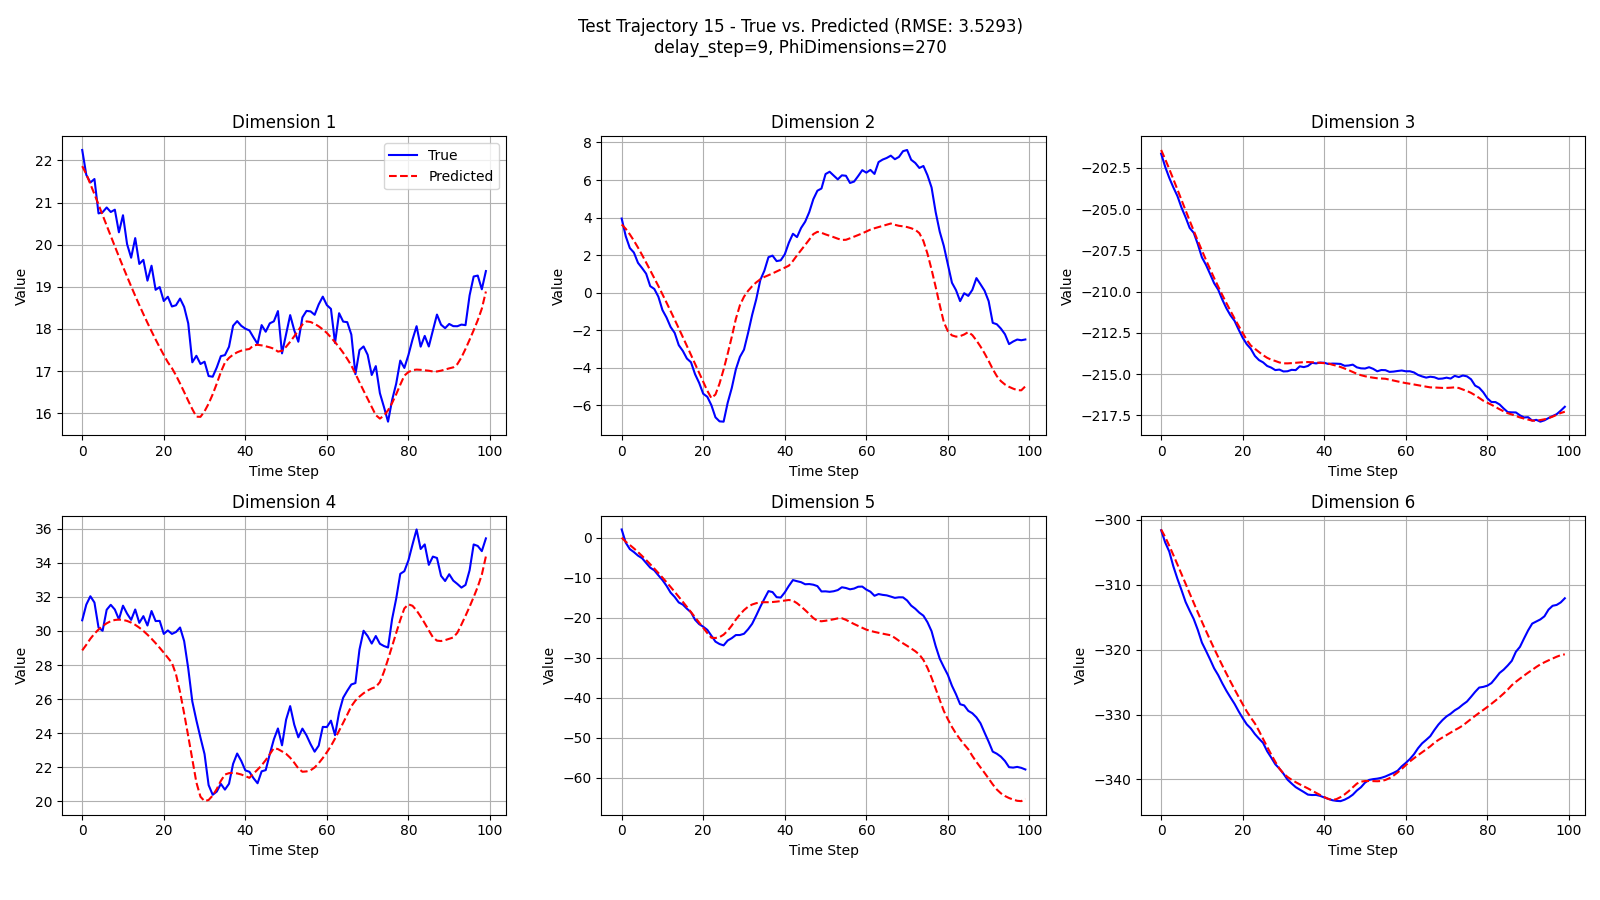 Test Trajectory 15 - True vs. Predicted (RMSE: 3.5293)
delay_step=9, PhiDimensions=270
Dimension 1
Value
22
21
20
19
18
17
16
0 20 40 60 80 100
Time Step
True
Predicted
Dimension 2
Value
8
6
4
2
0
−2
−4
−6
0 20 40 60 80 100
Time Step
Dimension 3
Value
−202.5
−205.0
−207.5
−210.0
−212.5
−215.0
−217.5
0 20 40 60 80 100
Time Step
Dimension 4
Value
36
34
32
30
28
26
24
22
20
0 20 40 60 80 100
Time Step
Dimension 5
Value
0
−10
−20
−30
−40
−50
−60
0 20 40 60 80 100
Time Step
Dimension 6
Value
−300
−310
−320
−330
−340
0 20 40 60 80 100
Time Step